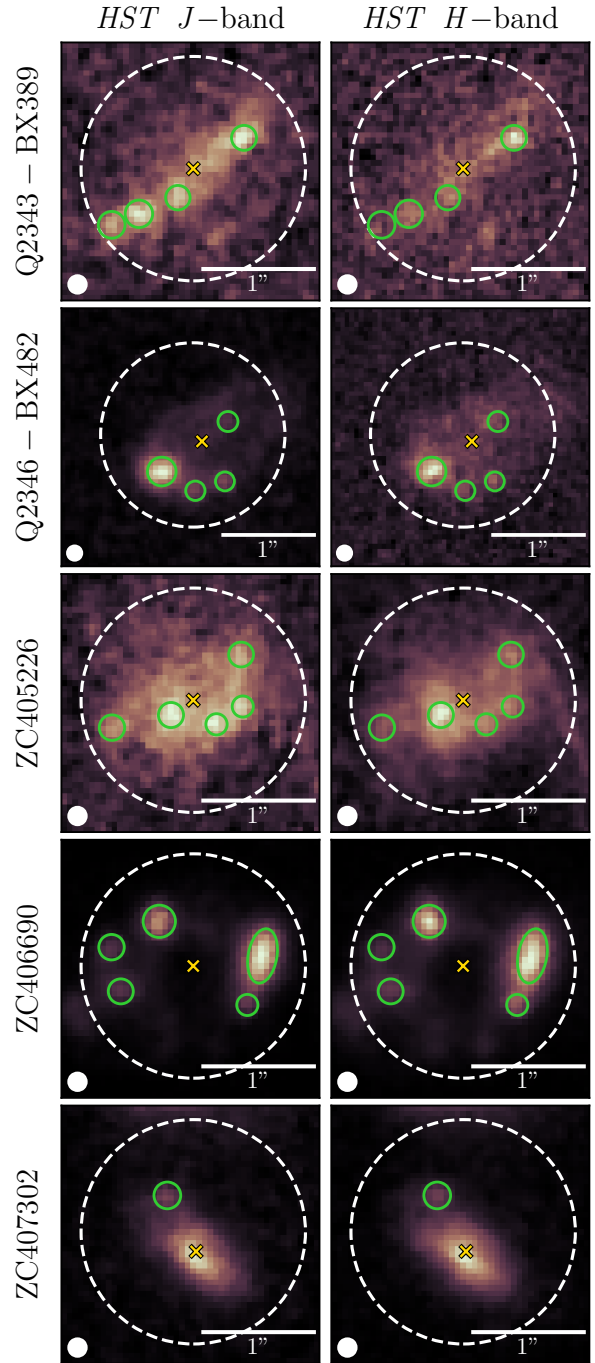 HST J−band HST H−band
Q2343 − BX389
1” 1”
Q2346 − BX482
1” 1”
ZC405226
1” 1”
ZC406690
1” 1”
ZC407302
1” 1”